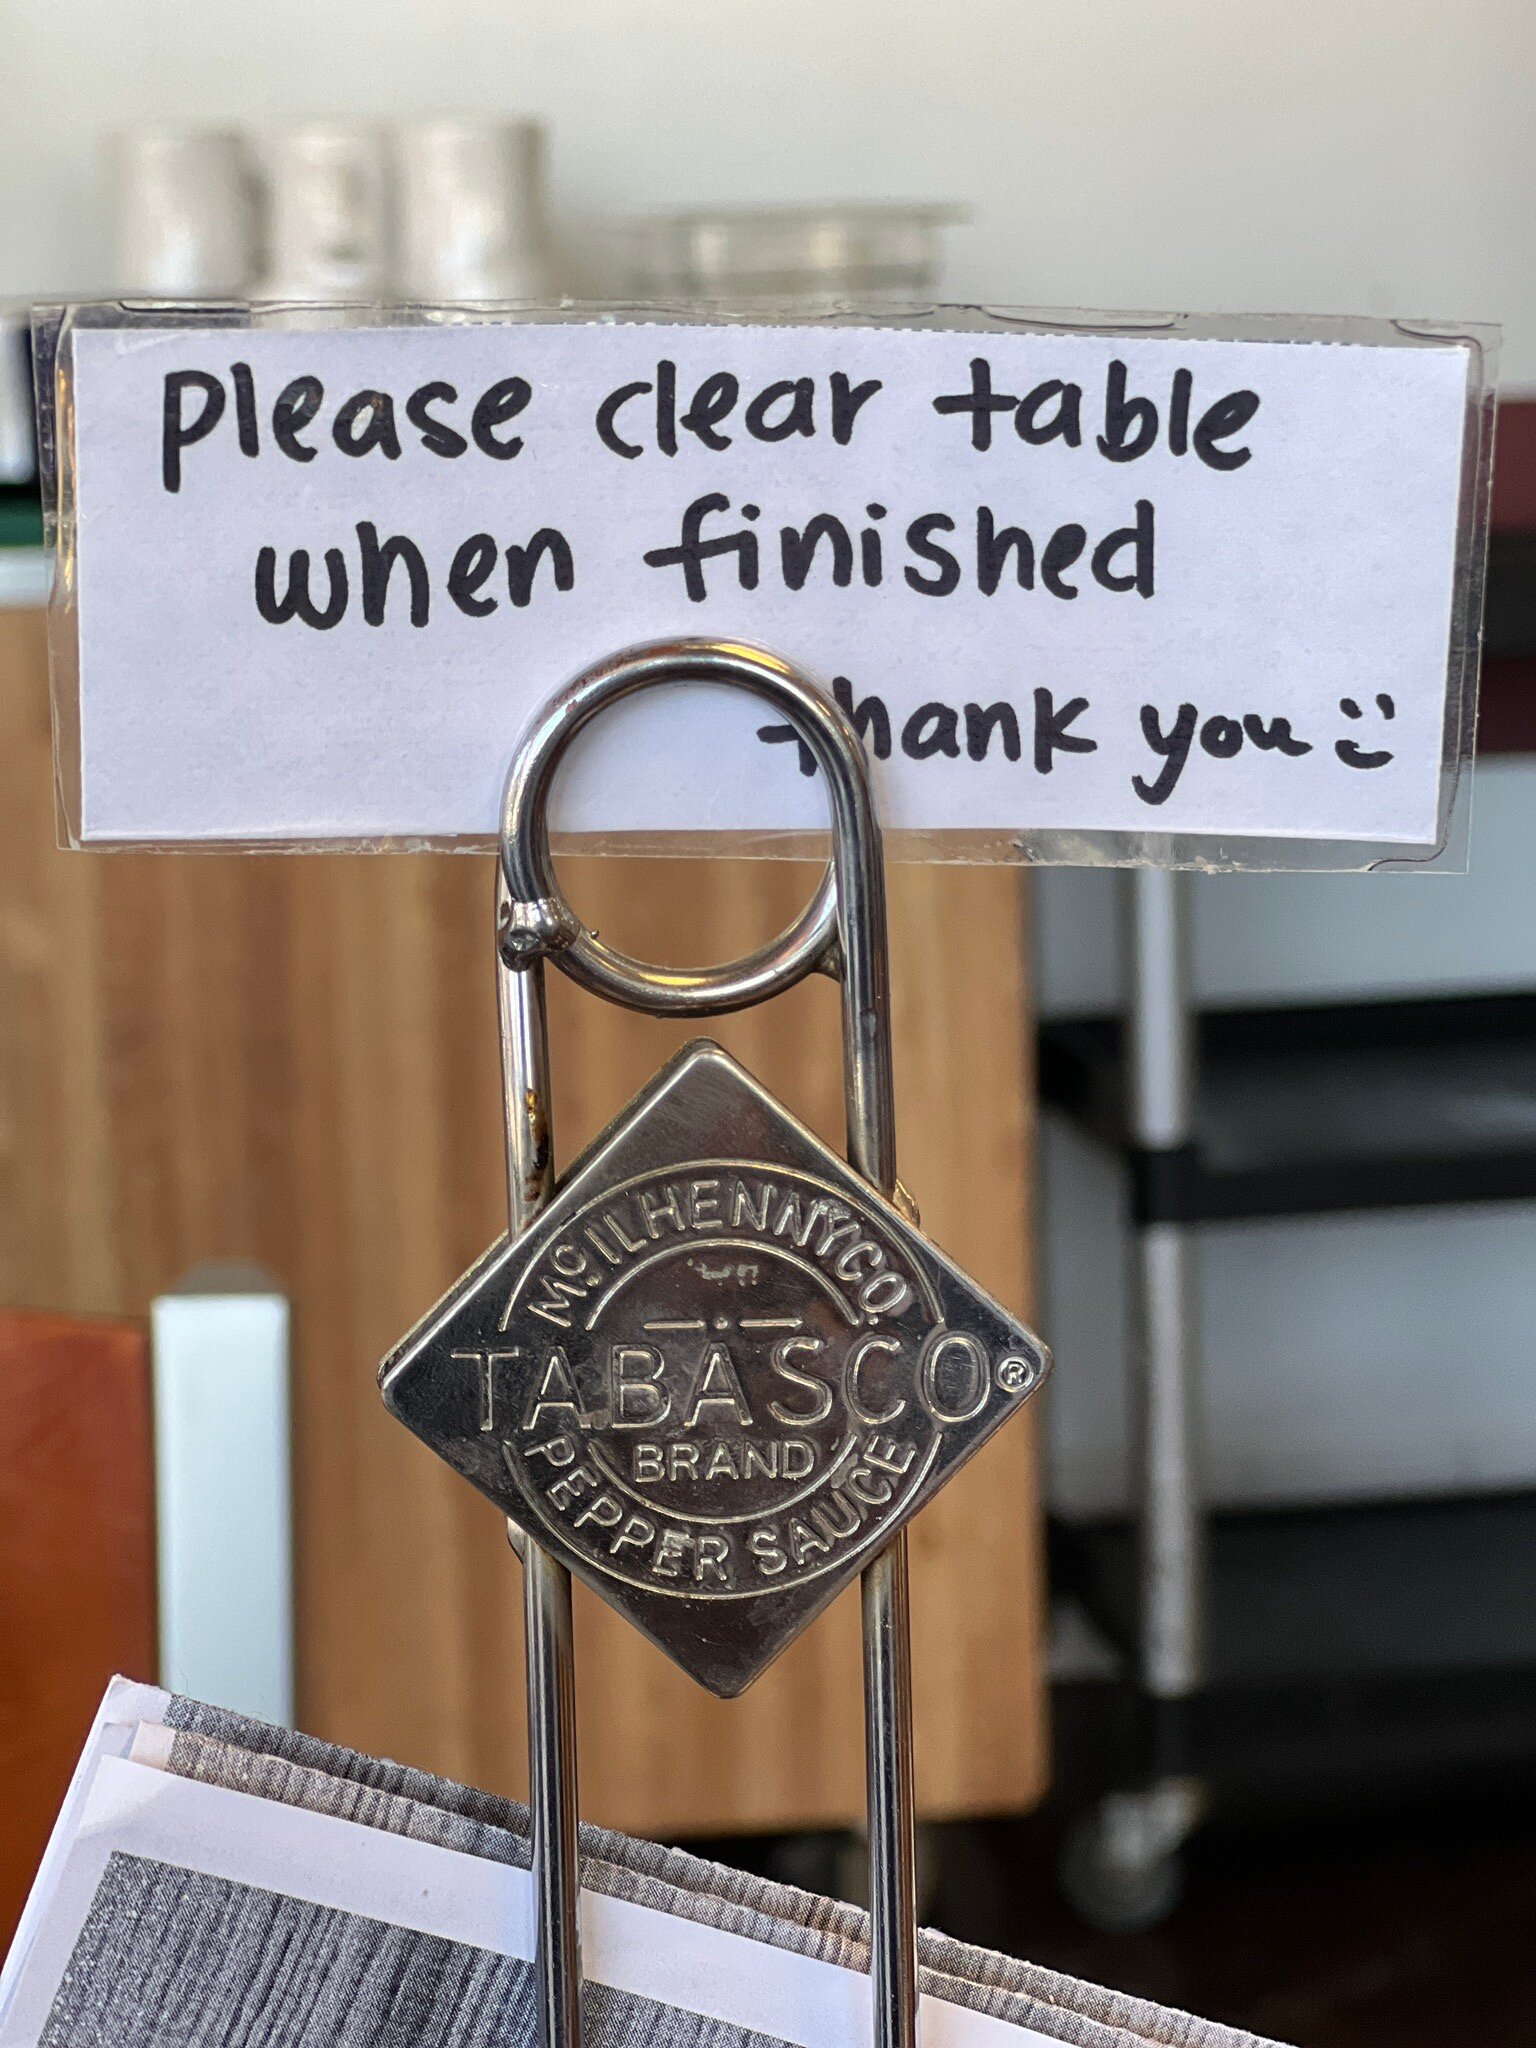 please clear table
when finished
thank you :)
McILHENNY CO.
TABASCO®
BRAND
PEPPER SAUCE